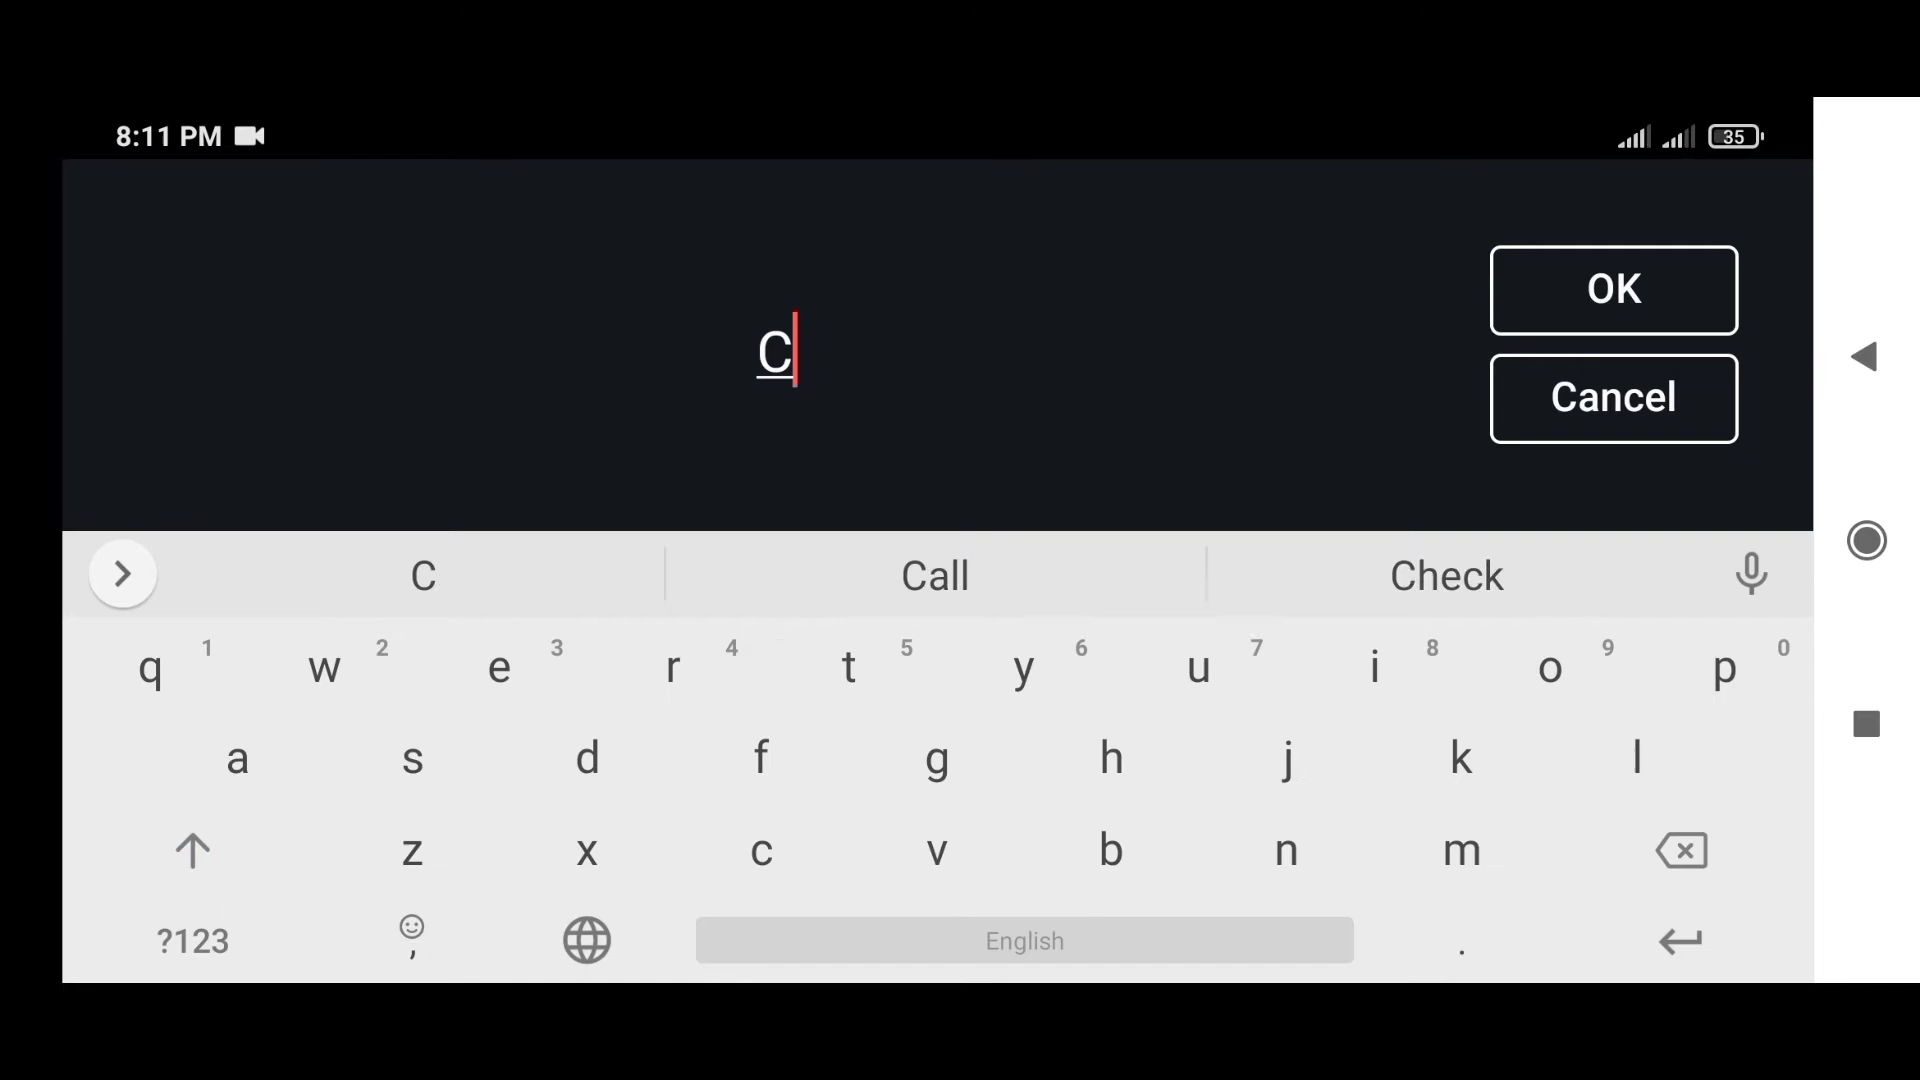 8:11 PM 35
C
OK
Cancel
C Call Check
q 1 w 2 e 3 r 4 t 5 y 6 u 7 i 8 o 9 p 0
a s d f g h j k l
z x c v b n m
?123 , English .